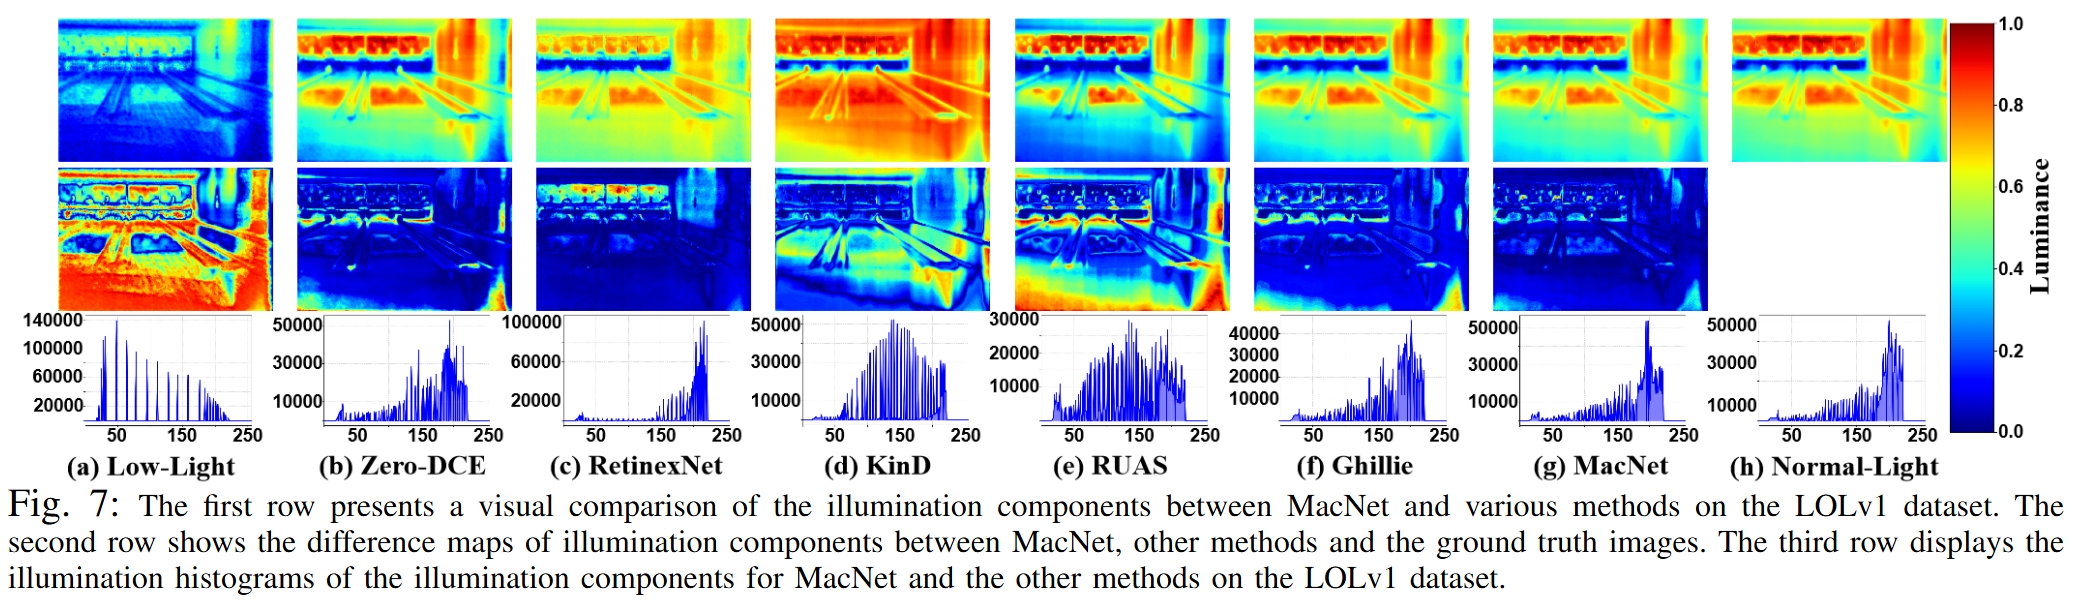 1.0
0.8
0.6
0.4
0.2
0.0
Luminance
140000
100000
60000
20000
50 150 250
50000
30000
10000
50 150 250
100000
60000
20000
50 150 250
50000
30000
10000
50 150 250
30000
20000
10000
50 150 250
40000
30000
20000
10000
50 150 250
50000
30000
10000
50 150 250
50000
30000
10000
50 150 250
(a) Low-Light (b) Zero-DCE (c) RetinexNet (d) KinD (e) RUAS (f) Ghillie (g) MacNet (h) Normal-Light
Fig. 7: The first row presents a visual comparison of the illumination components between MacNet and various methods on the LOLv1 dataset. The
second row shows the difference maps of illumination components between MacNet, other methods and the ground truth images. The third row displays the
illumination histograms of the illumination components for MacNet and the other methods on the LOLv1 dataset.